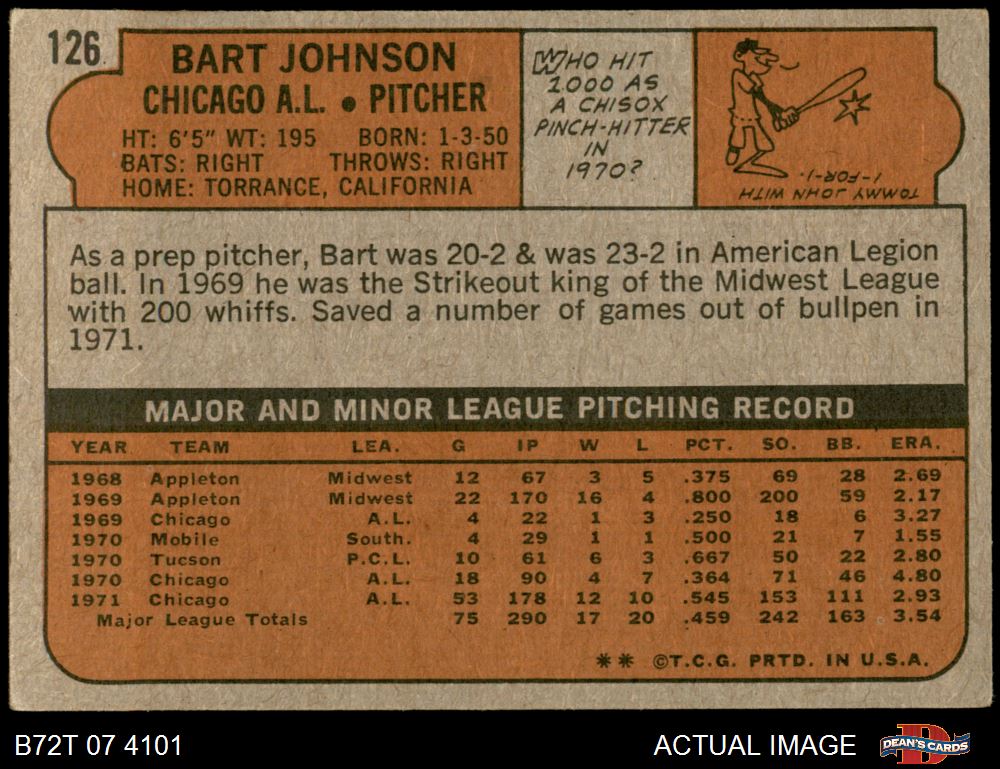 126
BART JOHNSON
CHICAGO A.L. ● PITCHER
HT: 6'5" WT: 195 BORN: 1-3-50
BATS: RIGHT THROWS: RIGHT
HOME: TORRANCE, CALIFORNIA
WHO HIT
1.000 AS
A CHISOX
PINCH-HITTER
IN
1970?
TOMMY JOHN WITH
1-FOR-1.
As a prep pitcher, Bart was 20-2 & was 23-2 in American Legion
ball. In 1969 he was the Strikeout king of the Midwest League
with 200 whiffs. Saved a number of games out of bullpen in
1971.
MAJOR AND MINOR LEAGUE PITCHING RECORD
YEAR TEAM LEA. G IP W L PCT. SO. BB. ERA.
1968 Appleton Midwest 12 67 3 5 .375 69 28 2.69
1969 Appleton Midwest 22 170 16 4 .800 200 59 2.17
1969 Chicago A.L. 4 22 1 3 .250 18 6 3.27
1970 Mobile South. 4 29 1 1 .500 21 7 1.55
1970 Tucson P.C.L. 10 61 6 3 .667 50 22 2.80
1970 Chicago A.L. 18 90 4 7 .364 71 46 4.80
1971 Chicago A.L. 53 178 12 10 .545 153 111 2.93
Major League Totals 75 290 17 20 .459 242 163 3.54
** ©T.C.G. PRTD. IN U.S.A.
B72T 07 4101
ACTUAL IMAGE
DEAN'S CARDS